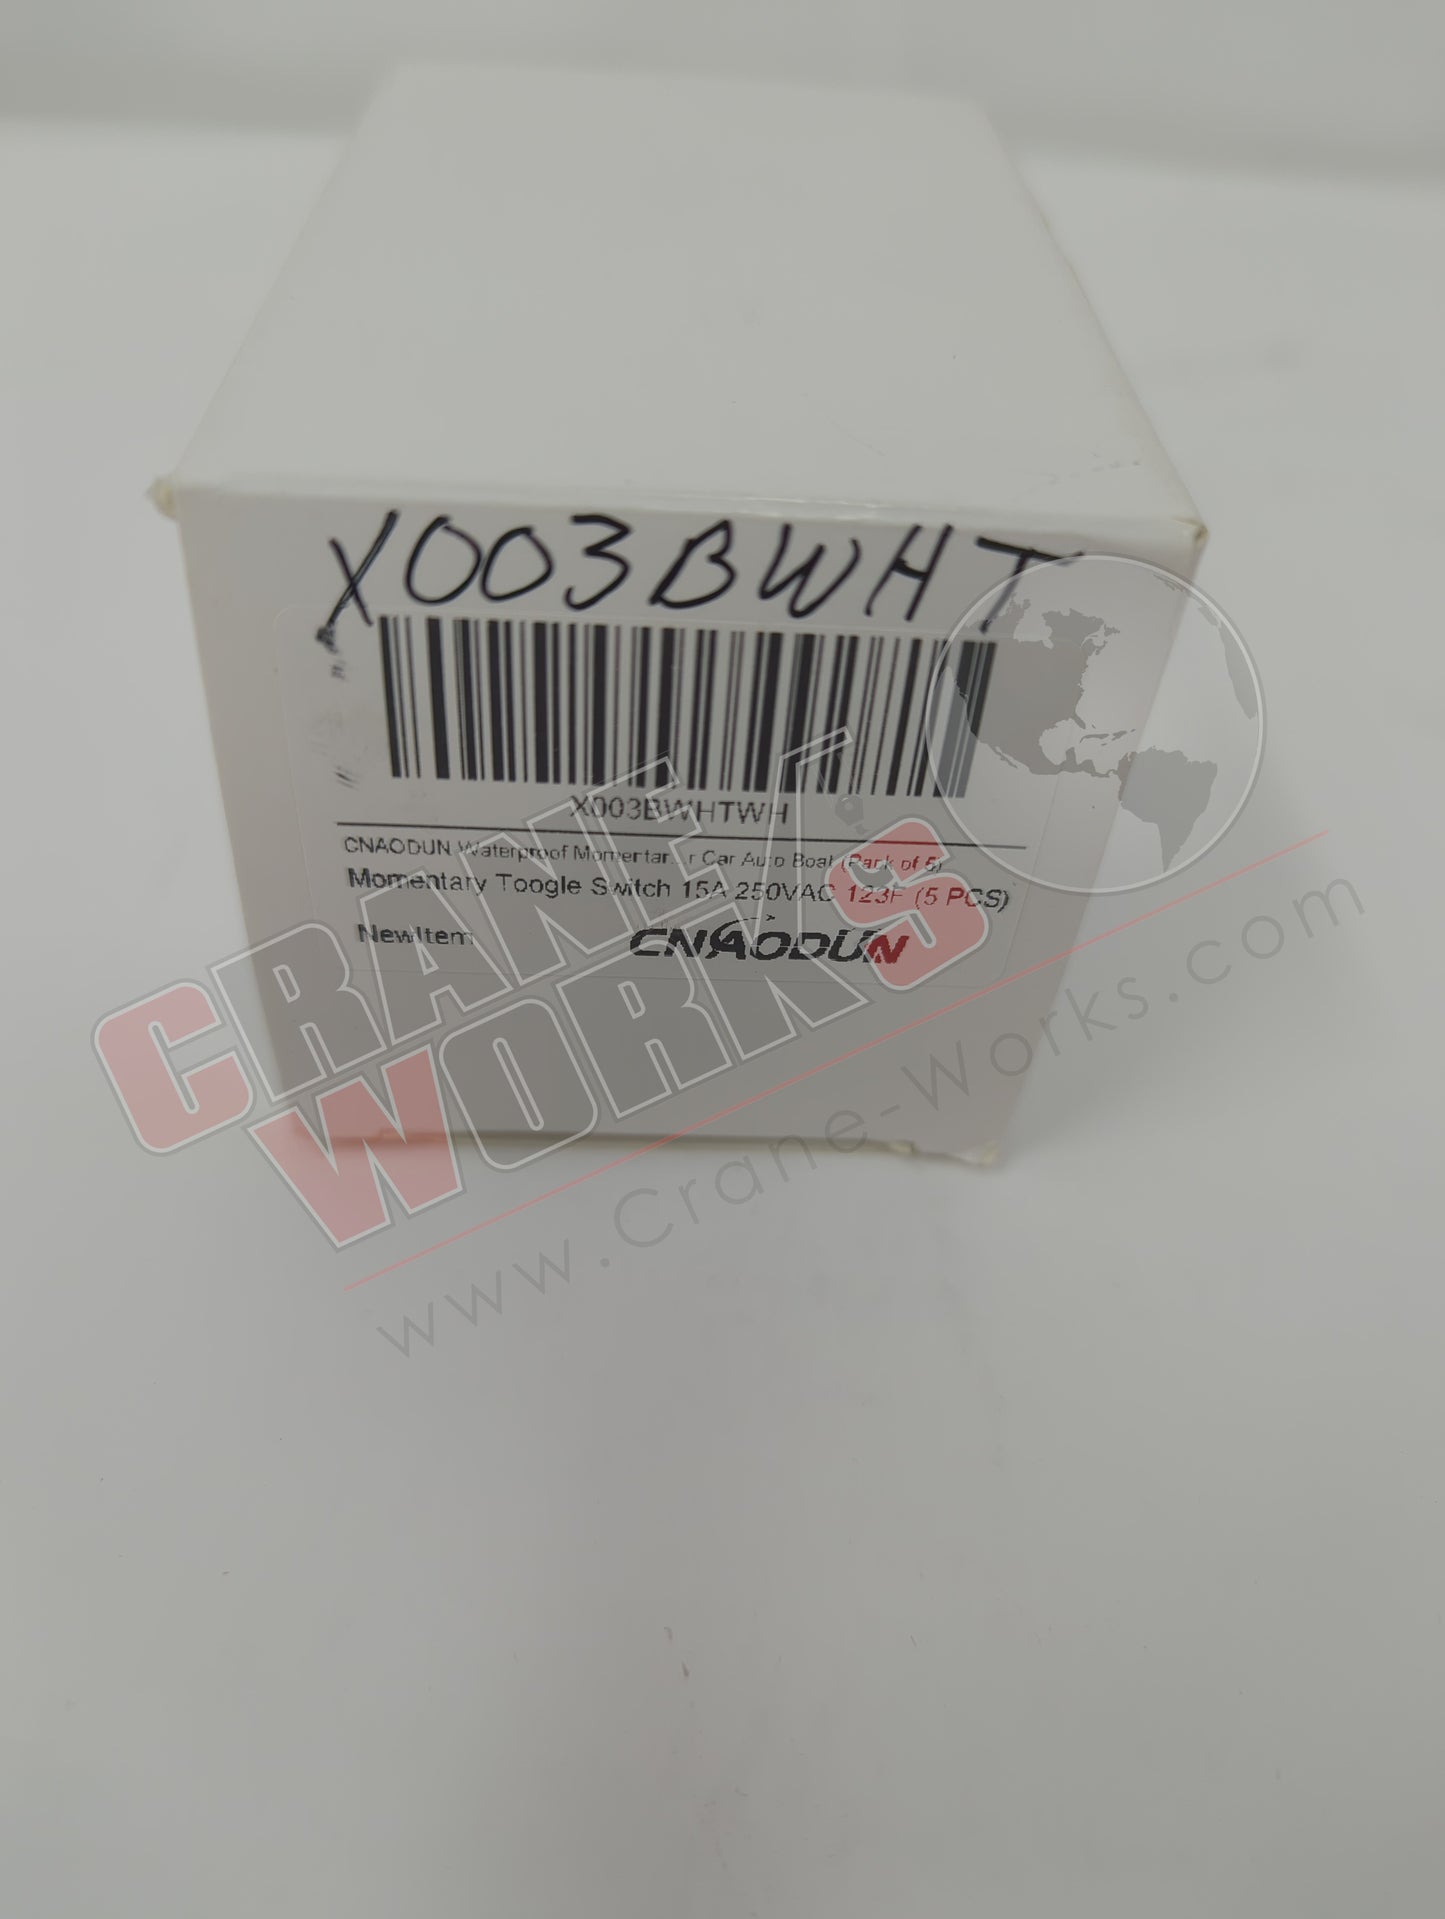 X003BWHT
X003BWHTWH
CNAODUN Waterproof Momentar...r Car Auto Boat (Pack of 5)
Momentary Toogle Switch 15A 250VAC 123F (5 PCS)
NewItem
CNAODUN
CRANE
WORKS
www.Crane-Works.com